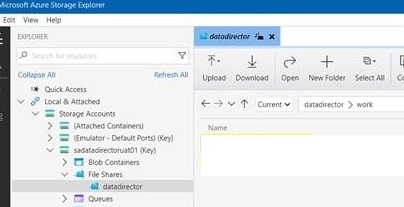 Microsoft Azure Storage Explorer
Edit View Help
EXPLORER
Search for resources
Collapse All Refresh All
Quick Access
Local & Attached
Storage Accounts
(Attached Containers)
(Emulator - Default Ports) (Key)
sadatadirectoruat01 (Key)
Blob Containers
File Shares
datadirector
Queues
datadirector
Upload Download Open New Folder Select All
Current datadirector work
Name